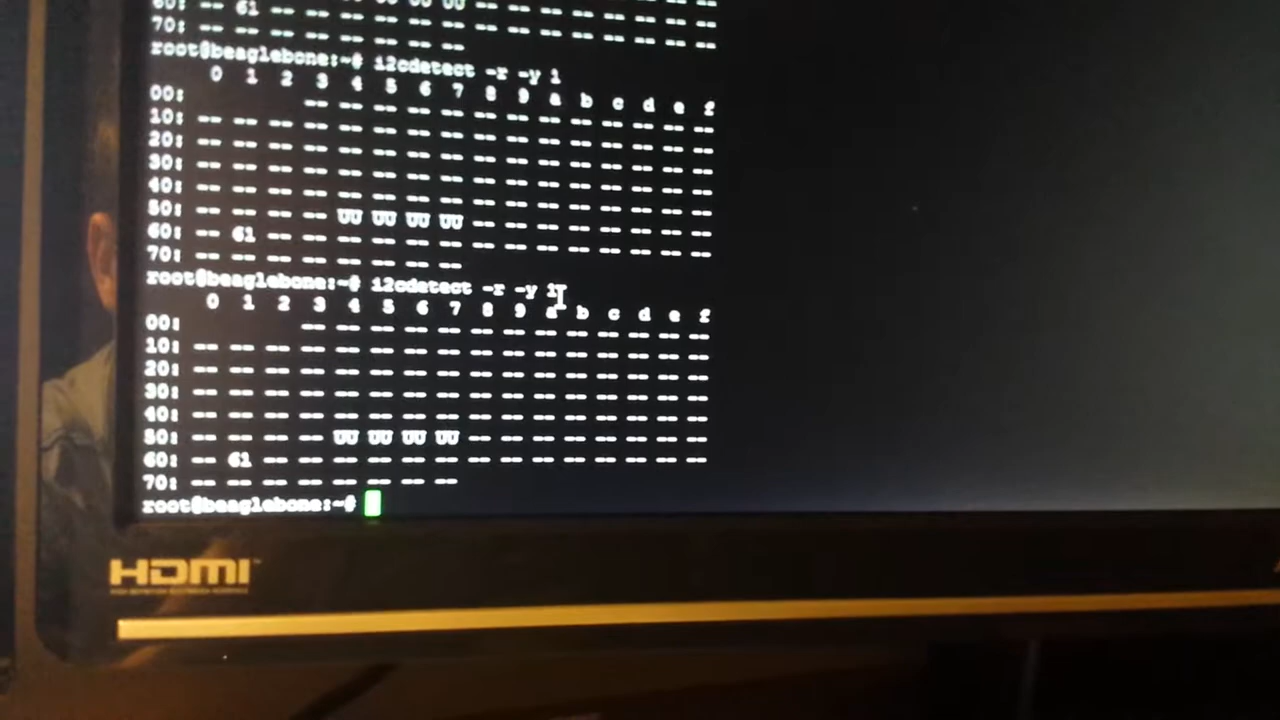 60: -- 61 -- -- -- UU UU UU -- -- -- -- -- -- --
70: -- -- -- -- -- -- -- --
root@beaglebone:~# i2cdetect -r -y 1
0 1 2 3 4 5 6 7 8 9 a b c d e f
00: -- -- -- -- -- -- -- -- -- -- -- -- --
10: -- -- -- -- -- -- -- -- -- -- -- -- -- -- -- --
20: -- -- -- -- -- -- -- -- -- -- -- -- -- -- -- --
30: -- -- -- -- -- -- -- -- -- -- -- -- -- -- -- --
40: -- -- -- -- -- -- -- -- -- -- -- -- -- -- -- --
50: -- -- -- -- UU UU UU UU -- -- -- -- -- -- -- --
60: -- 61 -- -- -- -- -- -- -- -- -- -- -- -- -- --
70: -- -- -- -- -- -- -- --
root@beaglebone:~# i2cdetect -r -y 1
0 1 2 3 4 5 6 7 8 9 a b c d e f
00: -- -- -- -- -- -- -- -- -- -- -- -- --
10: -- -- -- -- -- -- -- -- -- -- -- -- -- -- -- --
20: -- -- -- -- -- -- -- -- -- -- -- -- -- -- -- --
30: -- -- -- -- -- -- -- -- -- -- -- -- -- -- -- --
40: -- -- -- -- -- -- -- -- -- -- -- -- -- -- -- --
50: -- -- -- -- UU UU UU UU -- -- -- -- -- -- -- --
60: -- 61 -- -- -- -- -- -- -- -- -- -- -- -- -- --
70: -- -- -- -- -- -- -- --
root@beaglebone:~#
HDMI